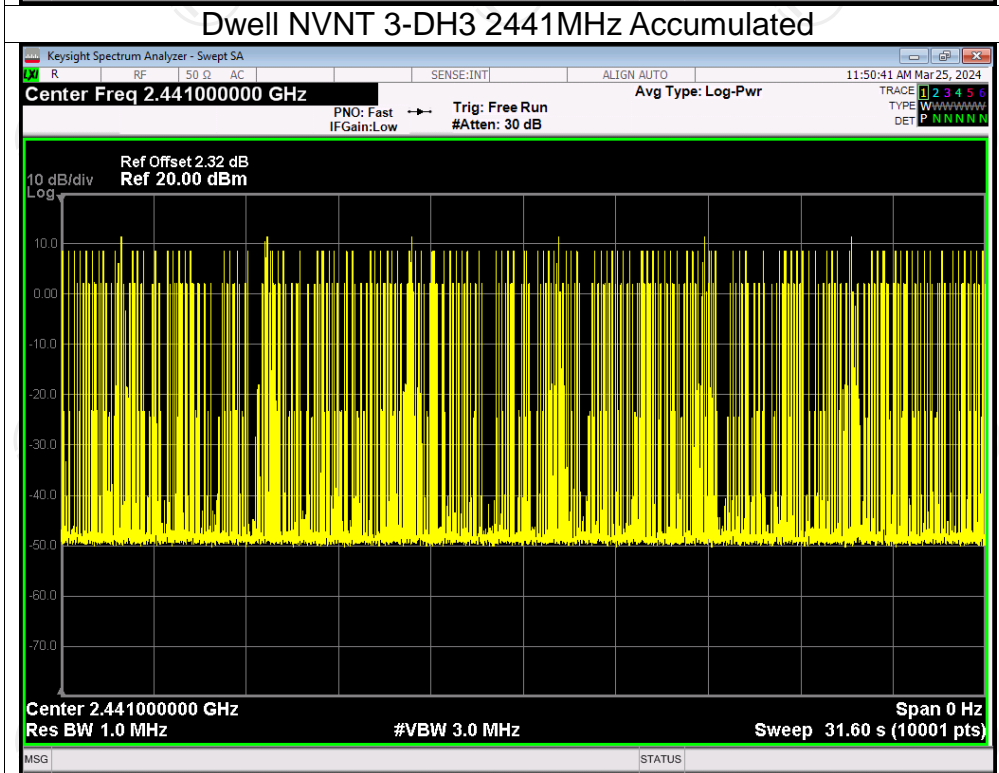 Dwell NVNT 3-DH3 2441MHz Accumulated
Keysight Spectrum Analyzer - Swept SA
LXI R RF 50 Ω AC SENSE:INT ALIGN AUTO 11:50:41 AM Mar 25, 2024
Center Freq 2.441000000 GHz Avg Type: Log-Pwr TRACE 1 2 3 4 5 6
PNO: Fast Trig: Free Run TYPE WWWWWW
IFGain:Low #Atten: 30 dB DET P N N N N N
Ref Offset 2.32 dB
10 dB/div Ref 20.00 dBm
Log
10.0
0.00
-10.0
-20.0
-30.0
-40.0
-50.0
-60.0
-70.0
Center 2.441000000 GHz Span 0 Hz
Res BW 1.0 MHz #VBW 3.0 MHz Sweep 31.60 s (10001 pts)
MSG STATUS